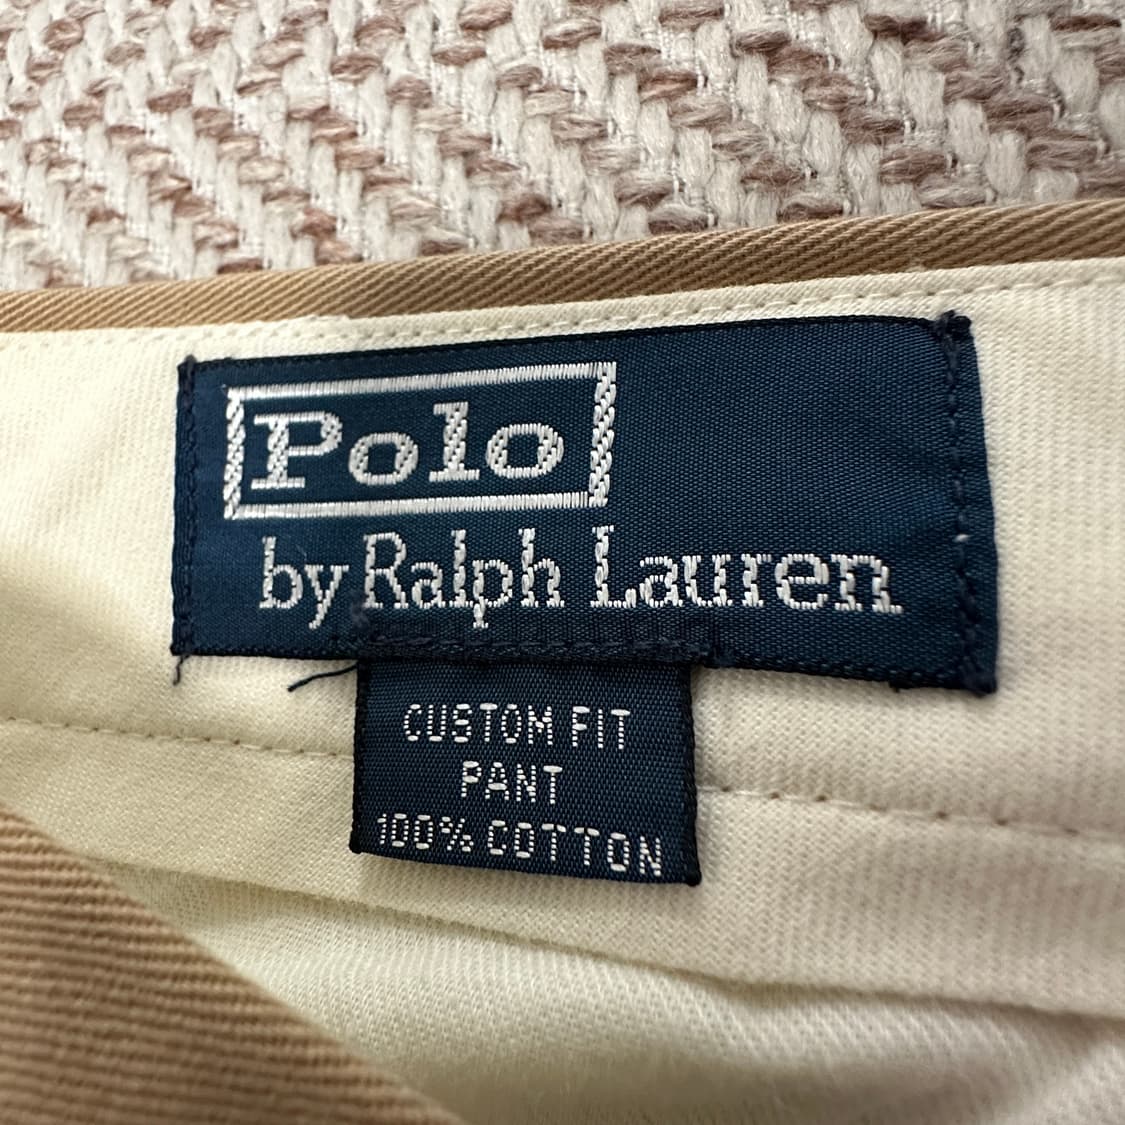 Polo
by Ralph Lauren
CUSTOM FIT
PANT
100% COTTON